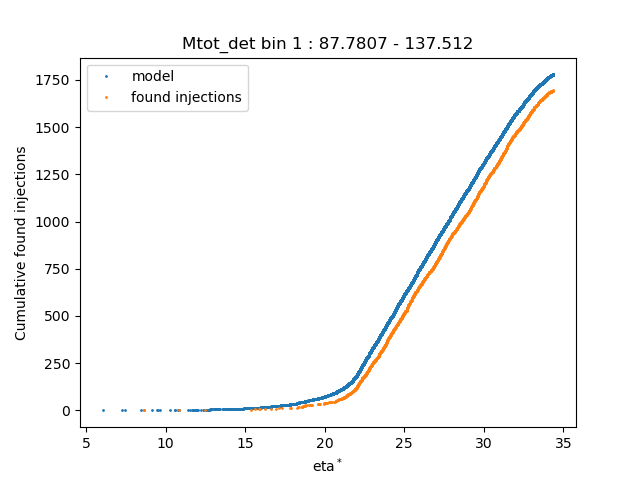 Mtot_det bin 1 : 87.7807 - 137.512
model
found injections
Cumulative found injections
1750
1500
1250
1000
750
500
250
0
5 10 15 20 25 30 35
eta*